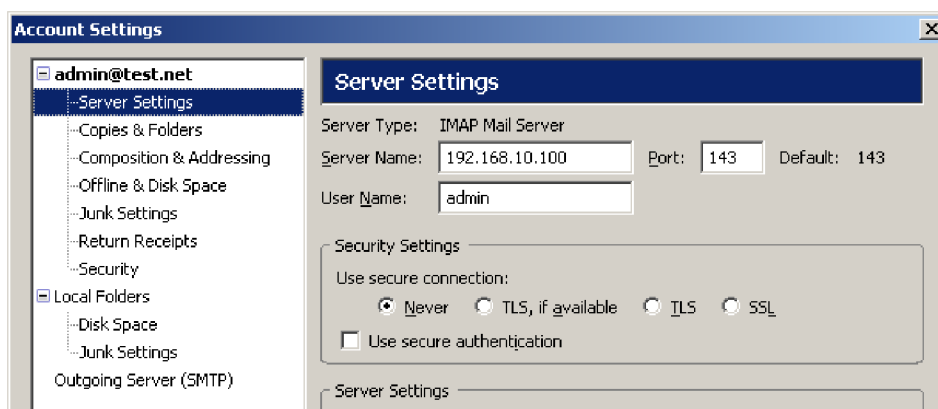 Account Settings
admin@test.net
Server Settings
Copies & Folders
Composition & Addressing
Offline & Disk Space
Junk Settings
Return Receipts
Security
Local Folders
Disk Space
Junk Settings
Outgoing Server (SMTP)
Server Settings
Server Type: IMAP Mail Server
Server Name: 192.168.10.100 Port: 143 Default: 143
User Name: admin
Security Settings
Use secure connection:
Never TLS, if available TLS SSL
Use secure authentication
Server Settings